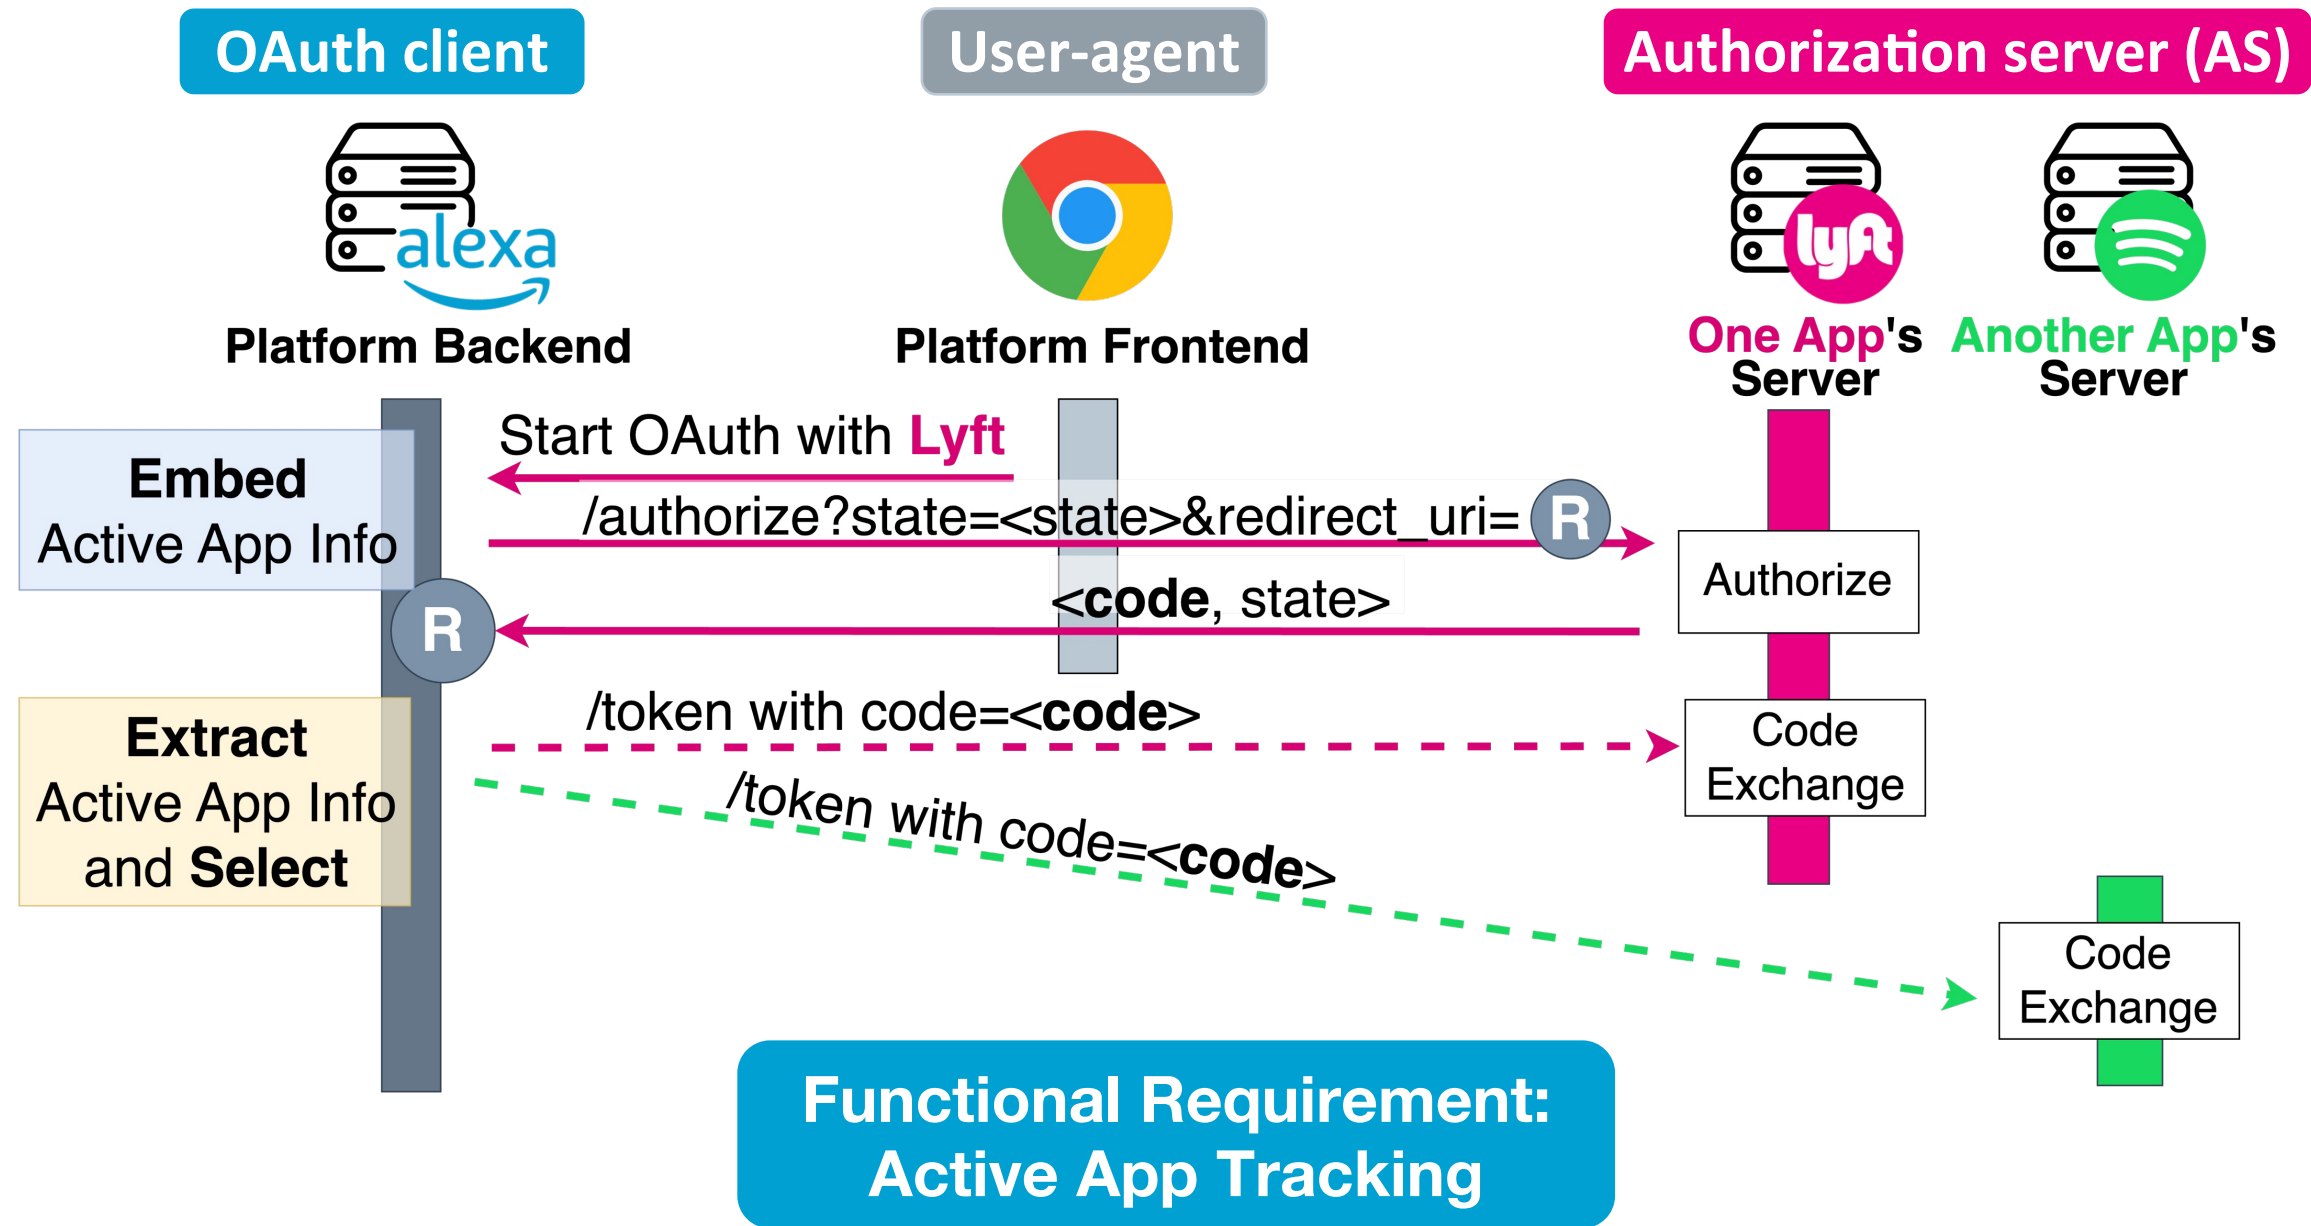 OAuth client
User-agent
Authorization server (AS)
alexa
lyft
Platform Backend
Platform Frontend
One App's
Server
Another App's
Server
Start OAuth with Lyft
Embed
Active App Info
/authorize?state=<state>&redirect_uri=
R
Authorize
<code, state>
R
/token with code=<code>
Extract
Active App Info
and Select
Code
Exchange
/token with code=<code>
Code
Exchange
Functional Requirement:
Active App Tracking